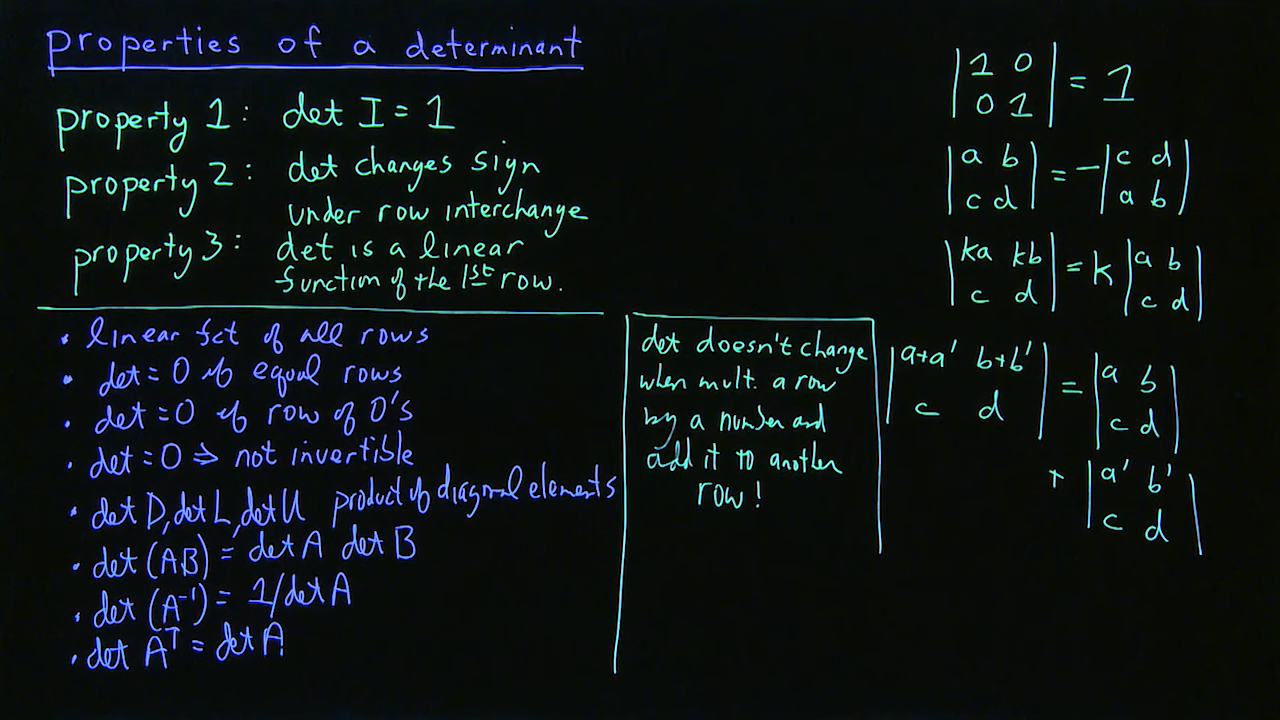 properties of a determinant
property 1: det I = 1
property 2: det changes sign
under row interchange
property 3: det is a linear
function of the 1st row.
• linear fct of all rows
• det = 0 if equal rows
• det = 0 if row of 0's
• det = 0 ⇒ not invertible
• det D, det L, det U product of diagonal elements
• det (AB) = det A det B
• det (A⁻¹) = 1/det A
• det Aᵀ = det A
det doesn't change
when mult. a row
by a number and
add it to another
row!
|1 0|
|0 1| = 1
|a b| = -|c d|
|c d| |a b|
|ka kb| = k |a b|
|c d| |c d|
|a+a' b+b'| = |a b|
|c d| |c d|
+ |a' b'|
|c d|